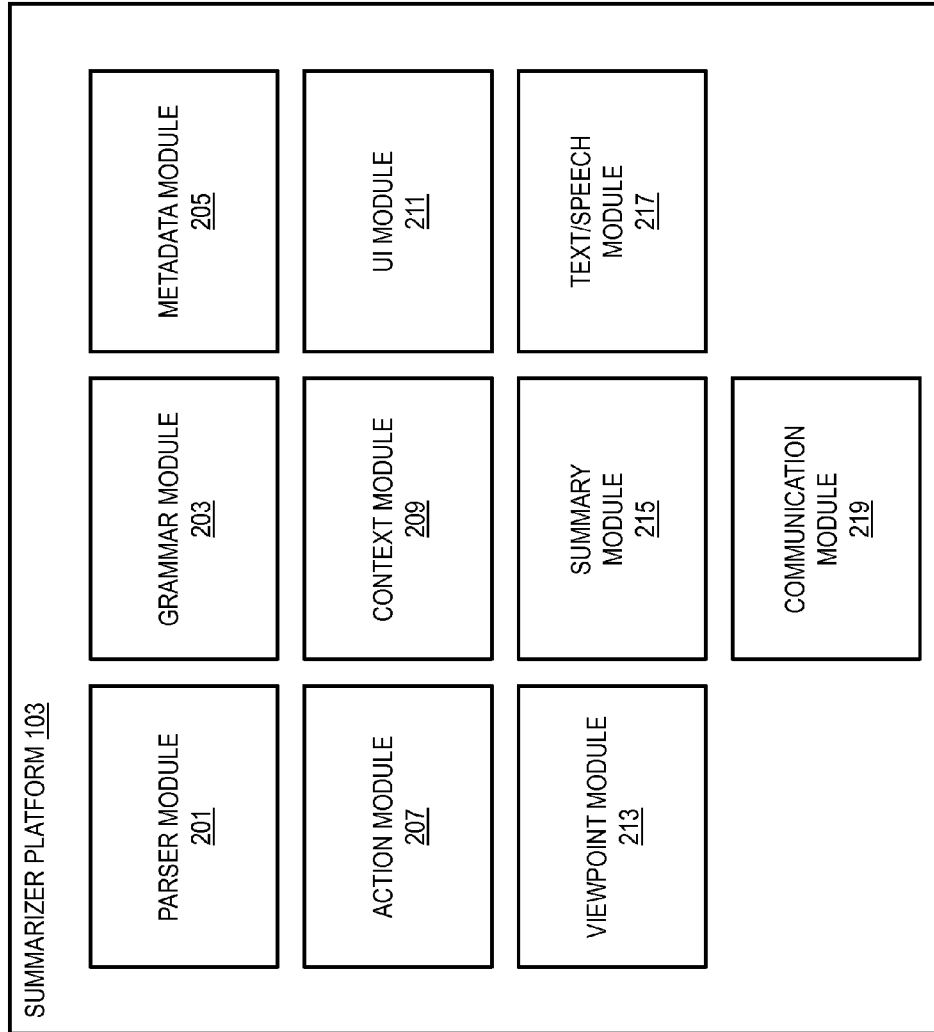 SUMMARIZER PLATFORM 103
PARSER MODULE
201
GRAMMAR MODULE
203
METADATA MODULE
205
ACTION MODULE
207
CONTEXT MODULE
209
UI MODULE
211
VIEWPOINT MODULE
213
SUMMARY
MODULE
215
TEXT/SPEECH
MODULE
217
COMMUNICATION
MODULE
219